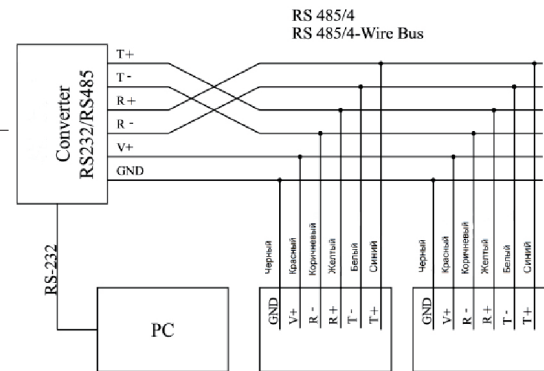 RS 485/4
RS 485/4-Wire Bus
Converter
RS232/RS485
T+
T -
R +
R -
V+
GND
RS-232
PC
Черный
Красный
Коричневый
Желтый
Белый
Синий
GND
V+
R -
R +
T -
T+
Черный
Красный
Коричневый
Желтый
Белый
Синий
GND
V+
R -
R +
T -
T+